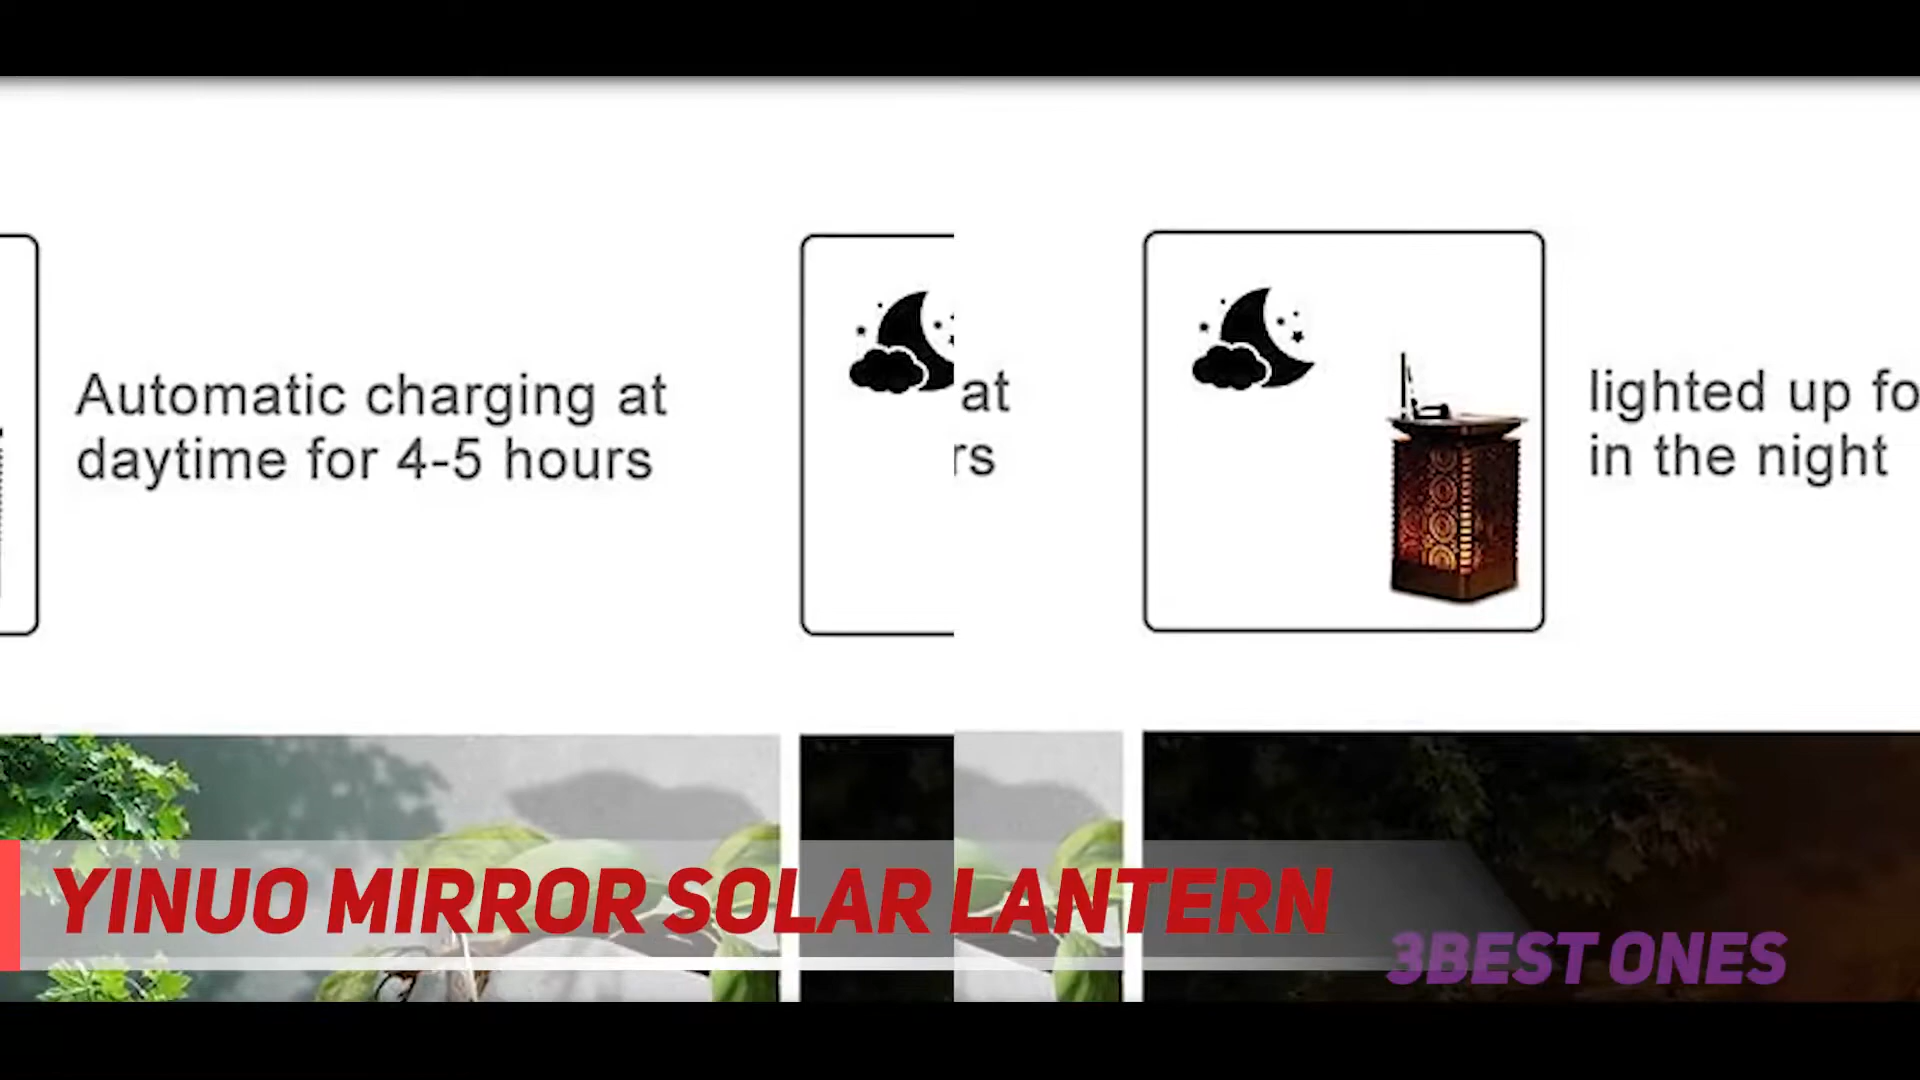 Automatic charging at
daytime for 4-5 hours
at
rs
lighted up fo
in the night
YINUO MIRROR SOLAR LANTERN
3BEST ONES